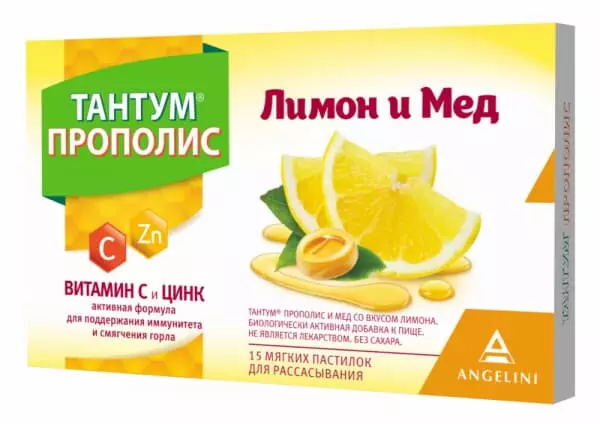 ТАНТУМ®
ПРОПОЛИС
C
Zn
ВИТАМИН С и ЦИНК
активная формула
для поддержания иммунитета
и смягчения горла
Лимон и Мед
ТАНТУМ® ПРОПОЛИС И МЕД СО ВКУСОМ ЛИМОНА.
БИОЛОГИЧЕСКИ АКТИВНАЯ ДОБАВКА К ПИЩЕ.
НЕ ЯВЛЯЕТСЯ ЛЕКАРСТВОМ. БЕЗ САХАРА.
15 МЯГКИХ ПАСТИЛОК
ДЛЯ РАССАСЫВАНИЯ
ANGELINI
ТАНТУМ ПРОПОЛИС